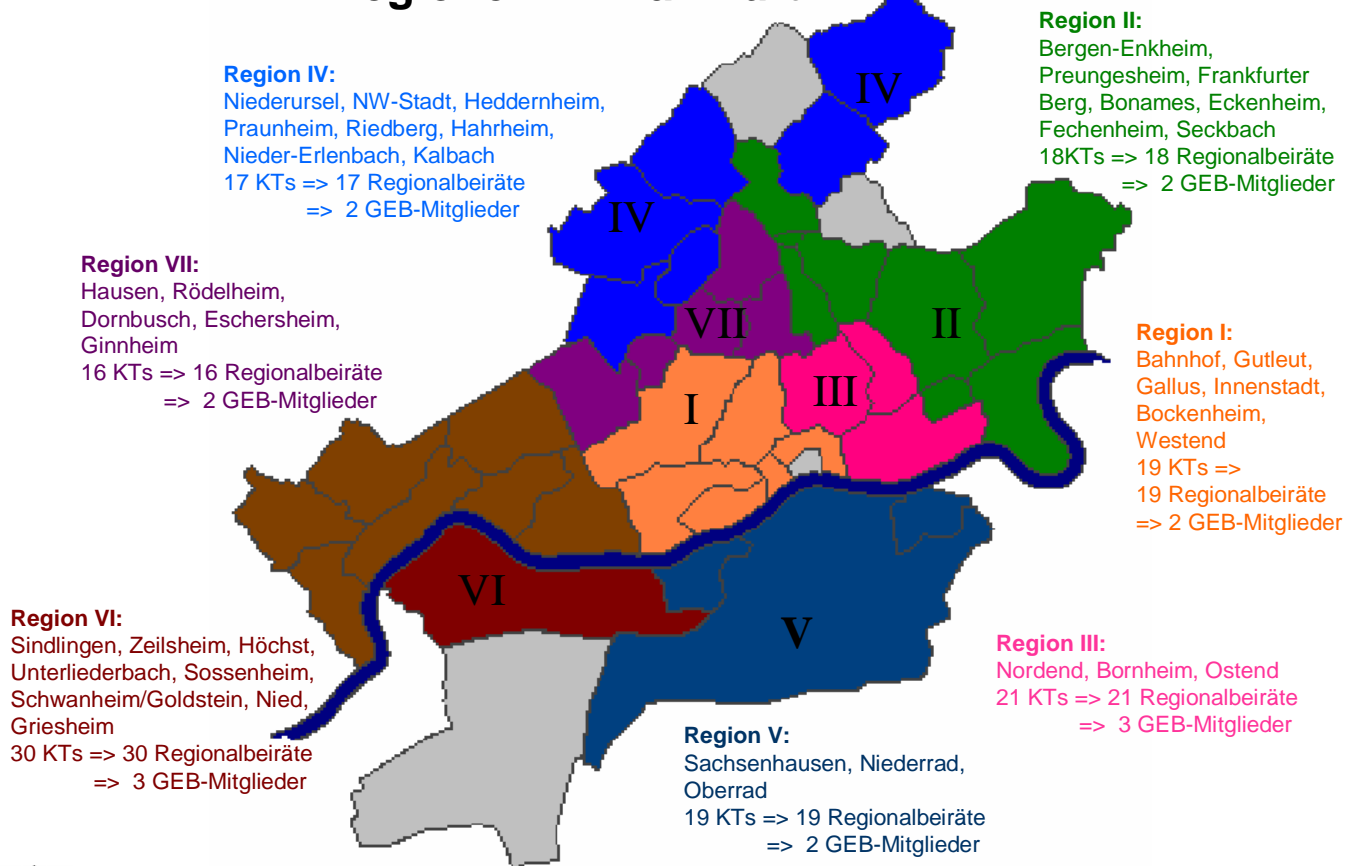 Region II:
Bergen-Enkheim,
Preungesheim, Frankfurter
Berg, Bonames, Eckenheim,
Fechenheim, Seckbach
18KTs => 18 Regionalbeiräte
=> 2 GEB-Mitglieder
Region IV:
Niederursel, NW-Stadt, Heddernheim,
Praunheim, Riedberg, Hahrheim,
Nieder-Erlenbach, Kalbach
17 KTs => 17 Regionalbeiräte
=> 2 GEB-Mitglieder
IV
IV
Region VII:
Hausen, Rödelheim,
Dornbusch, Eschersheim,
Ginnheim
16 KTs => 16 Regionalbeiräte
=> 2 GEB-Mitglieder
VII
II
III
I
Region I:
Bahnhof, Gutleut,
Gallus, Innenstadt,
Bockenheim,
Westend
19 KTs =>
19 Regionalbeiräte
=> 2 GEB-Mitglieder
VI
V
Region VI:
Sindlingen, Zeilsheim, Höchst,
Unterliederbach, Sossenheim,
Schwanheim/Goldstein, Nied,
Griesheim
30 KTs => 30 Regionalbeiräte
=> 3 GEB-Mitglieder
Region III:
Nordend, Bornheim, Ostend
21 KTs => 21 Regionalbeiräte
=> 3 GEB-Mitglieder
Region V:
Sachsenhausen, Niederrad,
Oberrad
19 KTs => 19 Regionalbeiräte
=> 2 GEB-Mitglieder